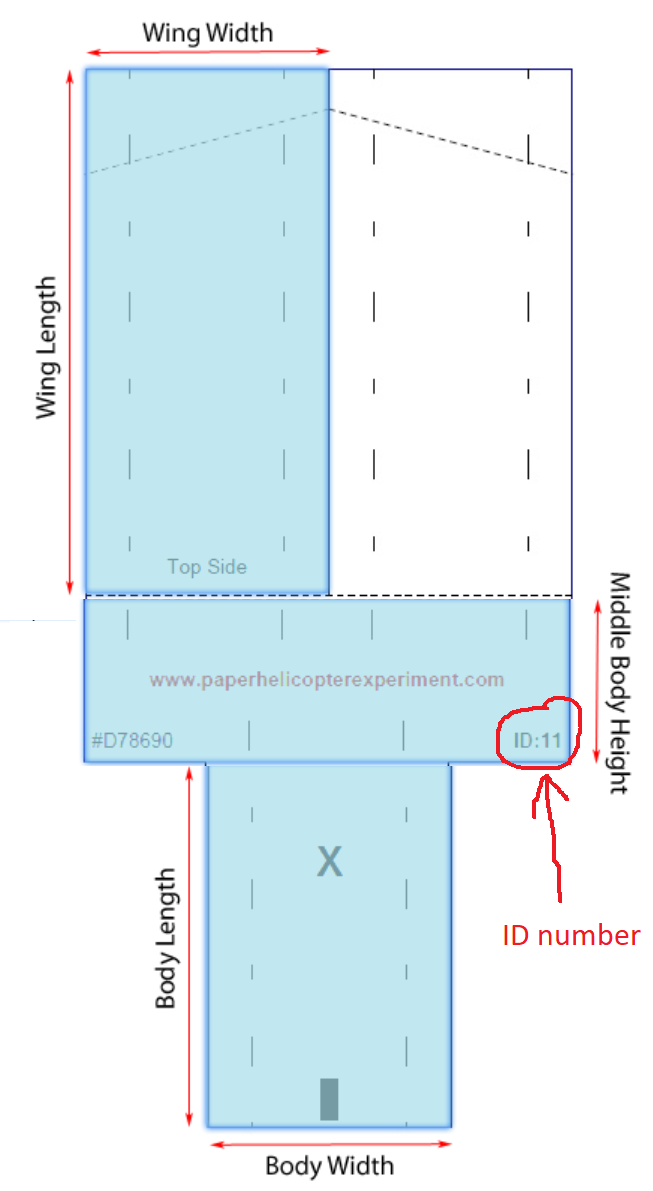 Wing Width
Wing Length
Top Side
Middle Body Height
www.paperhelicopterexperiment.com
#D78690
ID:11
X
ID number
Body Length
Body Width